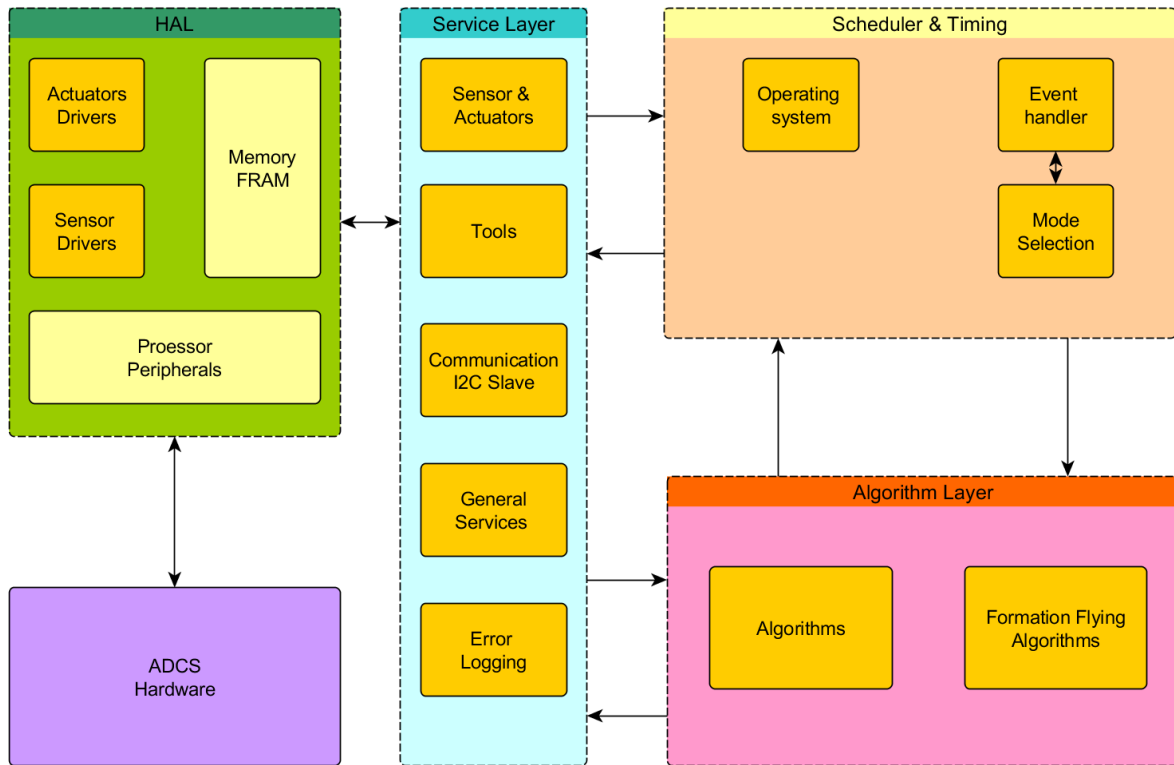 HAL
Actuators
Drivers
Memory
FRAM
Sensor
Drivers
Proessor
Peripherals
ADCS
Hardware
Service Layer
Sensor &
Actuators
Tools
Communication
I2C Slave
General
Services
Error
Logging
Scheduler & Timing
Operating
system
Event
handler
Mode
Selection
Algorithm Layer
Algorithms
Formation Flying
Algorithms